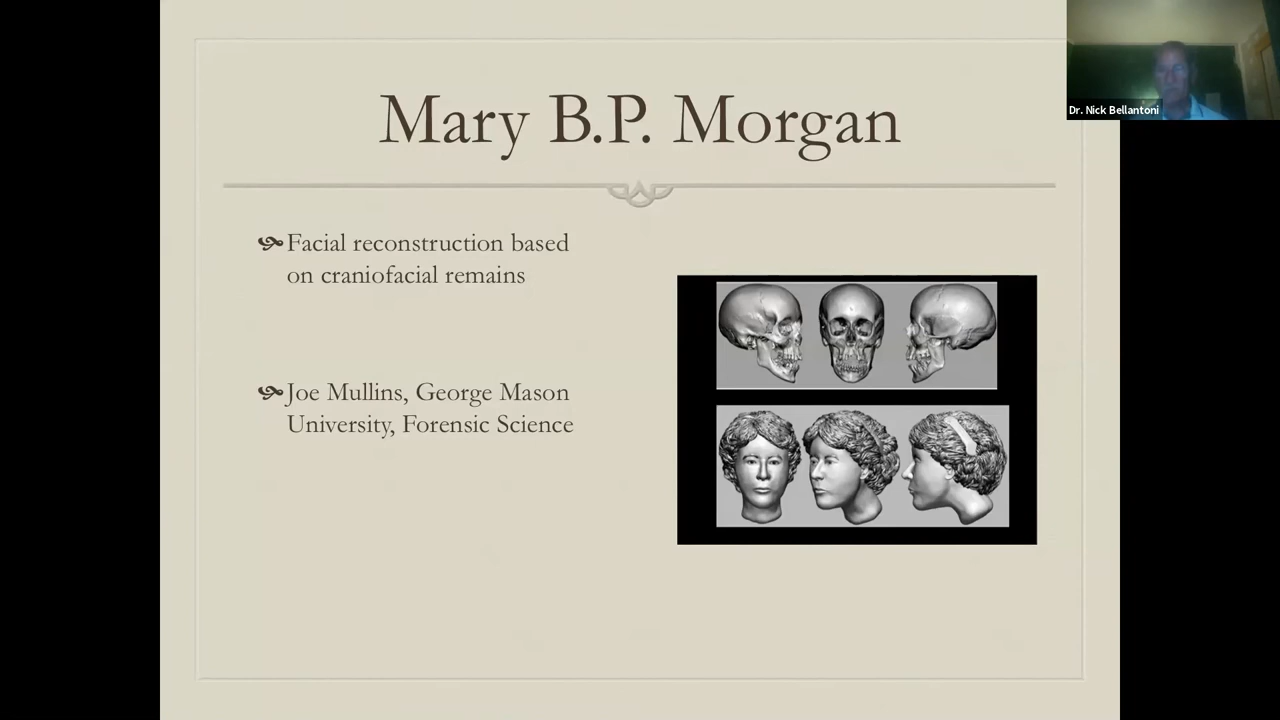 Mary B.P. Morgan
Facial reconstruction based
on craniofacial remains
Joe Mullins, George Mason
University, Forensic Science
Dr. Nick Bellantoni